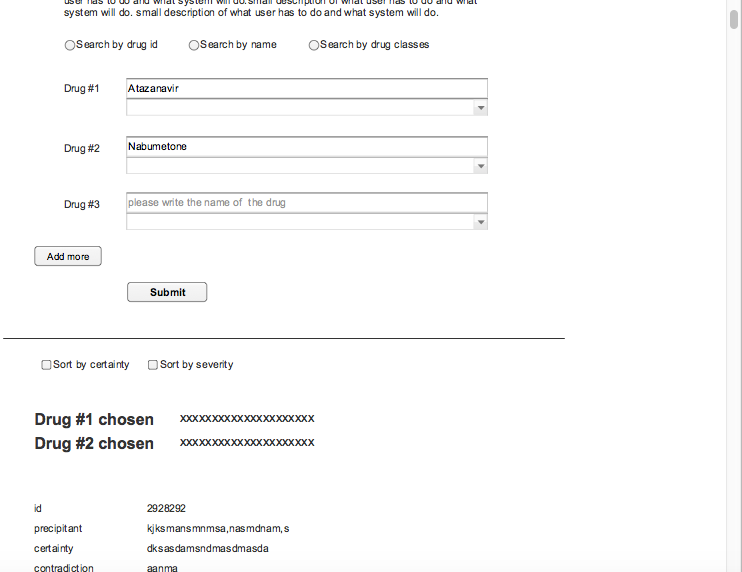 user has to do and what system will do.small description of what user has to do and what
system will do. small description of what user has to do and what system will do.
Search by drug id Search by name Search by drug classes
Drug #1 Atazanavir
Drug #2 Nabumetone
Drug #3 please write the name of the drug
Add more
Submit
Sort by certainty Sort by severity
Drug #1 chosen xxxxxxxxxxxxxxxxxxxxx
Drug #2 chosen xxxxxxxxxxxxxxxxxxxxx
id 2928292
precipitant kjksmansmnmsa,nasmdnam,s
certainty dksasdamsndmasdmasda
contradiction aanma